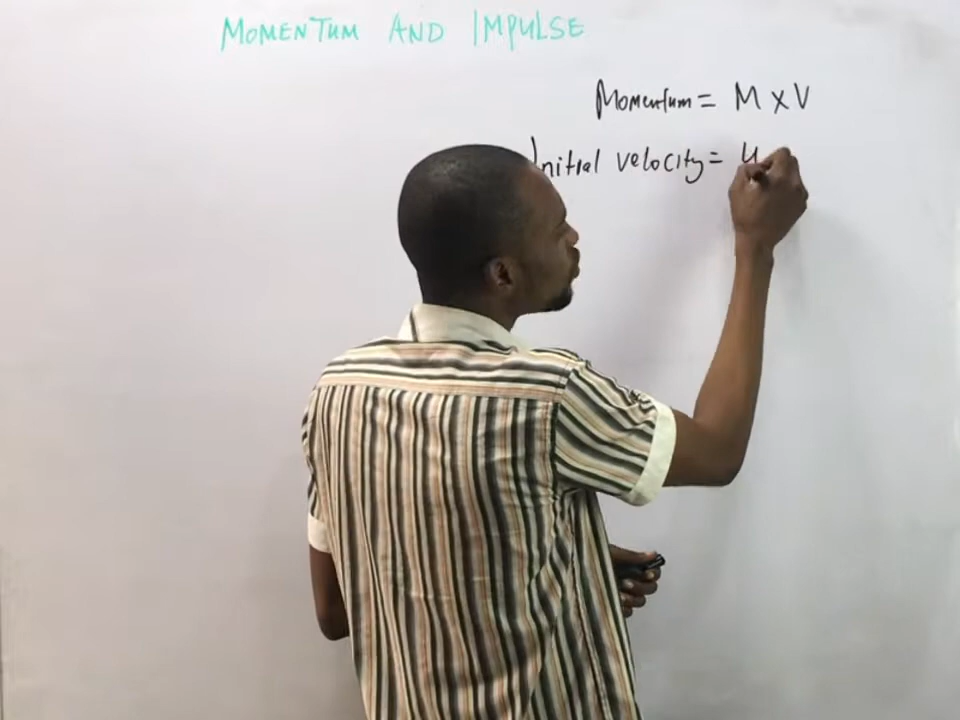 MOMENTUM AND IMPULSE
Momentum = M x V
Initial velocity = u